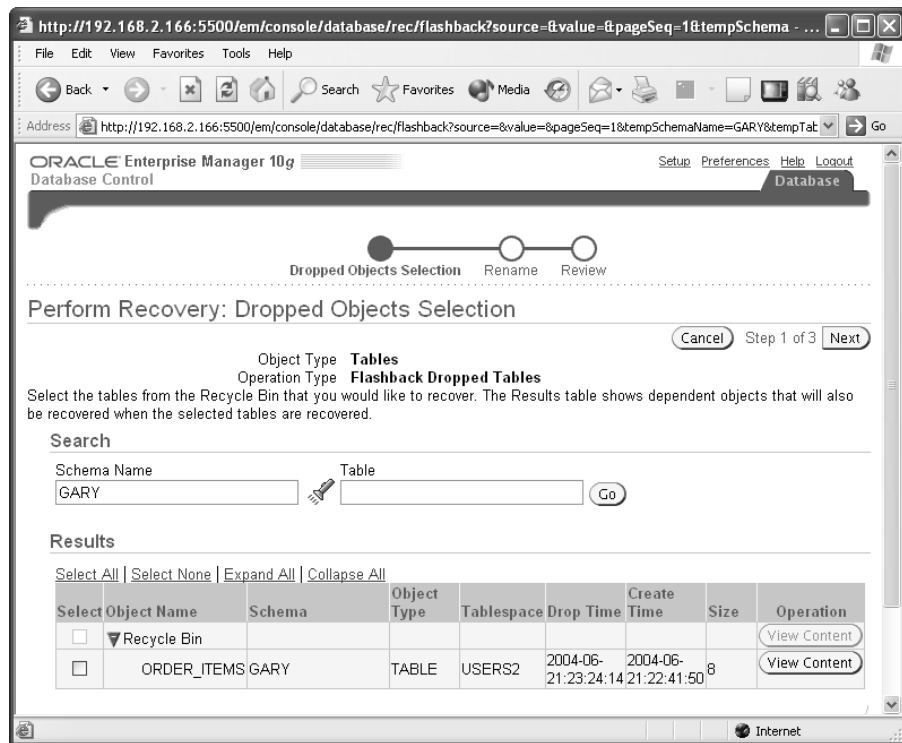 http://192.168.2.166:5500/em/console/database/rec/flashback?source=&value=&pageSeq=1&tempSchema - ...
File Edit View Favorites Tools Help
Back Search Favorites Media
Address http://192.168.2.166:5500/em/console/database/rec/flashback?source=&value=&pageSeq=1&tempSchemaName=GARY&tempTab Go
ORACLE Enterprise Manager 10g
Setup Preferences Help Logout
Database Control
Database
Dropped Objects Selection Rename Review
Perform Recovery: Dropped Objects Selection
Cancel Step 1 of 3 Next
Object Type Tables
Operation Type Flashback Dropped Tables
Select the tables from the Recycle Bin that you would like to recover. The Results table shows dependent objects that will also
be recovered when the selected tables are recovered.
Search
Schema Name Table
GARY Go
Results
Select All | Select None | Expand All | Collapse All
Select Object Name Schema Object Type Tablespace Drop Time Create Time Size Operation
Recycle Bin View Content
ORDER_ITEMS GARY TABLE USERS2 2004-06-21:23:24:14 2004-06-21:22:41:50 8 View Content
Internet